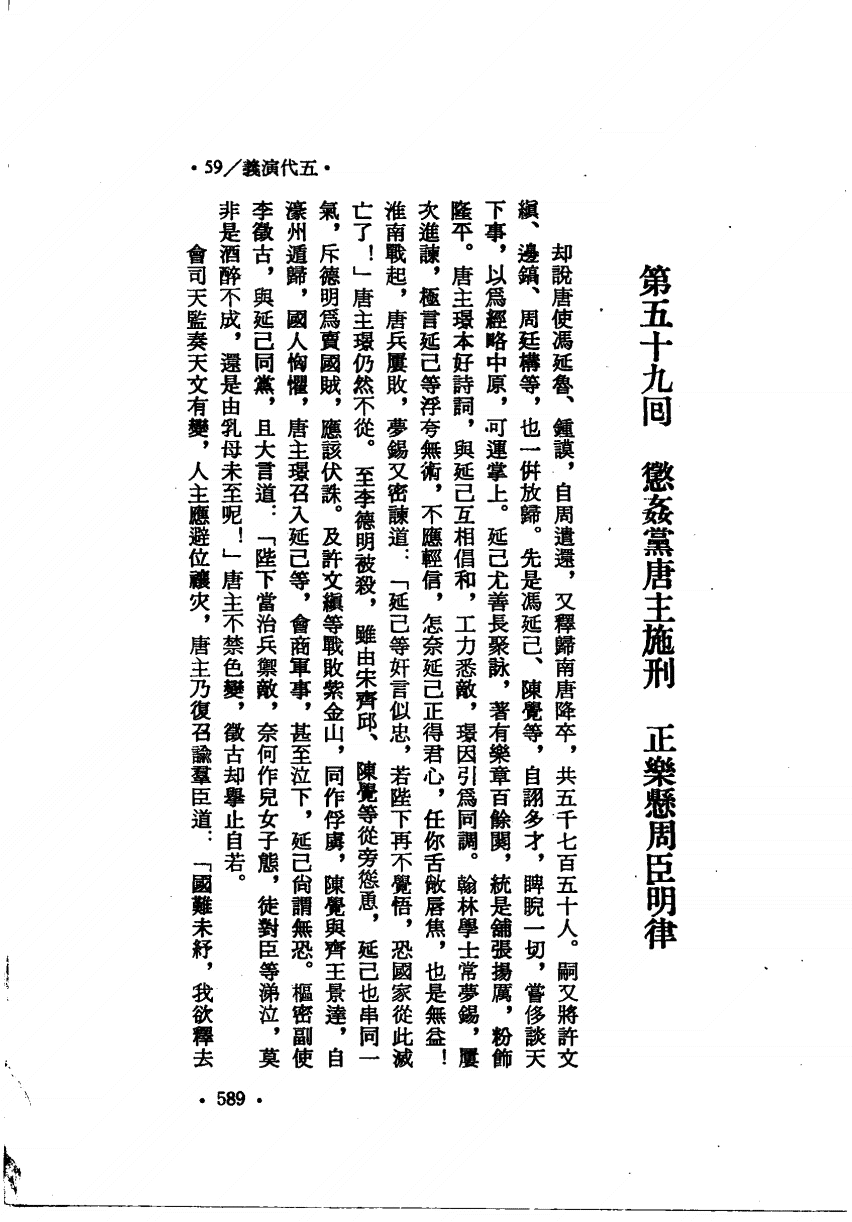 ·五代演義/59·
第五十九回　懲姦黨唐主施刑　正樂懸周臣明律
却說唐使馮延魯、鍾謨，自周遣還，又釋歸南唐降卒，共五千七百五十人。嗣又將許文
縝、邊鎬、周廷構等，也一併放歸。先是馮延己、陳覺等，自詡多才，睥睨一切，嘗侈談天
下事，以爲經略中原，可運掌上。延己尤善長聚詠，著有樂章百餘闋，統是鋪張揚厲，粉飾
隆平。唐主璟本好詩詞，與延己互相倡和，工力悉敵，璟因引爲同調。翰林學士常夢錫，屢
次進諫，極言延己等浮夸無術，不應輕信，怎奈延己正得君心，任你舌敝唇焦，也是無益！
淮南戰起，唐兵屢敗，夢錫又密諫道：「延己等奸言似忠，若陛下再不覺悟，恐國家從此滅
亡了！」唐主璟仍然不從。至李德明被殺，雖由宋齊邱、陳覺等從旁慫恿，延己也串同一
氣，斥德明爲賣國賊，應該伏誅。及許文縝等戰敗紫金山，同作俘虜，陳覺與齊王景達，自
濠州遁歸，國人恟懼，唐主璟召入延己等，會商軍事，甚至泣下，延己尙謂無恐。樞密副使
李徵古，與延己同黨，且大言道：「陛下當治兵禦敵，奈何作兒女子態，徒對臣等涕泣，莫
非是酒醉不成，還是由乳母未至呢！」唐主不禁色變，徵古却舉止自若。
會司天監奏天文有變，人主應避位禳灾，唐主乃復召諭羣臣道：「國難未紓，我欲釋去
·589·